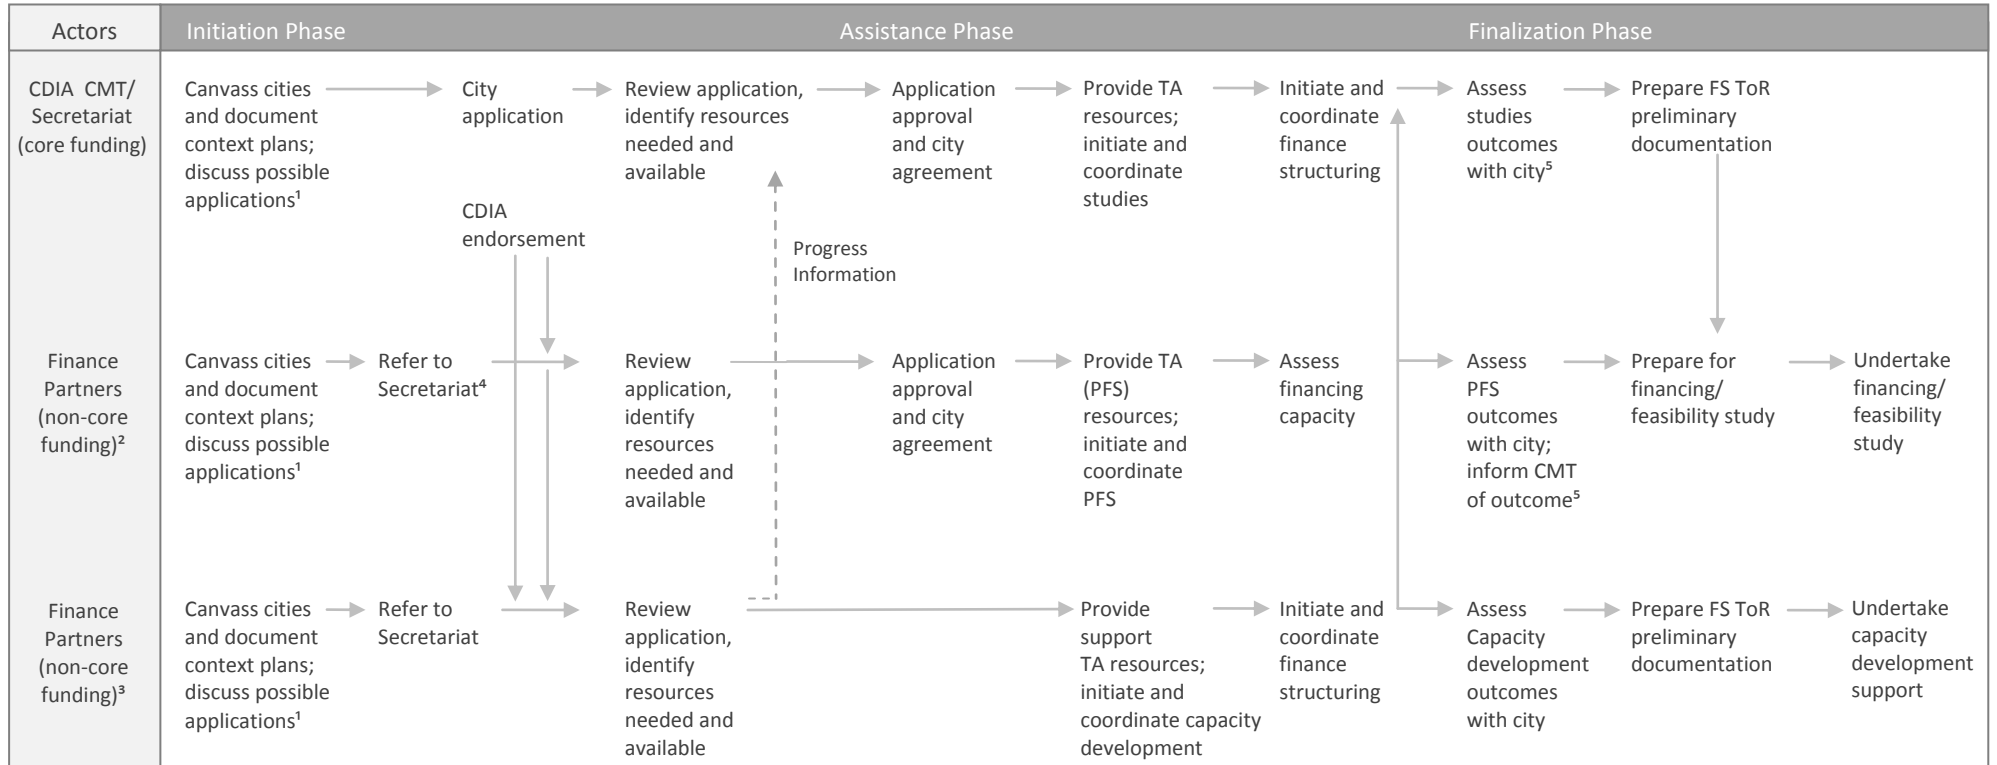 Actors
Initiation Phase
Assistance Phase
Finalization Phase
CDIA CMT/
Secretariat
(core funding)
Canvass cities
and document
context plans;
discuss possible
applications¹
City
application
Review application,
identify resources
needed and
available
Application
approval
and city
agreement
Provide TA
resources;
initiate and
coordinate
studies
Initiate and
coordinate
finance
structuring
Assess
studies
outcomes
with city⁵
Prepare FS ToR
preliminary
documentation
CDIA
endorsement
Progress
Information
Finance
Partners
(non-core
funding)²
Canvass cities
and document
context plans;
discuss possible
applications¹
Refer to
Secretariat⁴
Review
application,
identify
resources
needed and
available
Application
approval
and city
agreement
Provide TA
(PFS)
resources;
initiate and
coordinate
PFS
Assess
financing
capacity
Assess
PFS
outcomes
with city;
inform CMT
of outcome⁵
Prepare for
financing/
feasibility study
Undertake
financing/
feasibility
study
Finance
Partners
(non-core
funding)³
Canvass cities
and document
context plans;
discuss possible
applications¹
Refer to
Secretariat
Review
application,
identify
resources
needed and
available
Provide
support
TA resources;
initiate and
coordinate capacity
development
Initiate and
coordinate
finance
structuring
Assess
Capacity
development
outcomes
with city
Prepare FS ToR
preliminary
documentation
Undertake
capacity
development
support